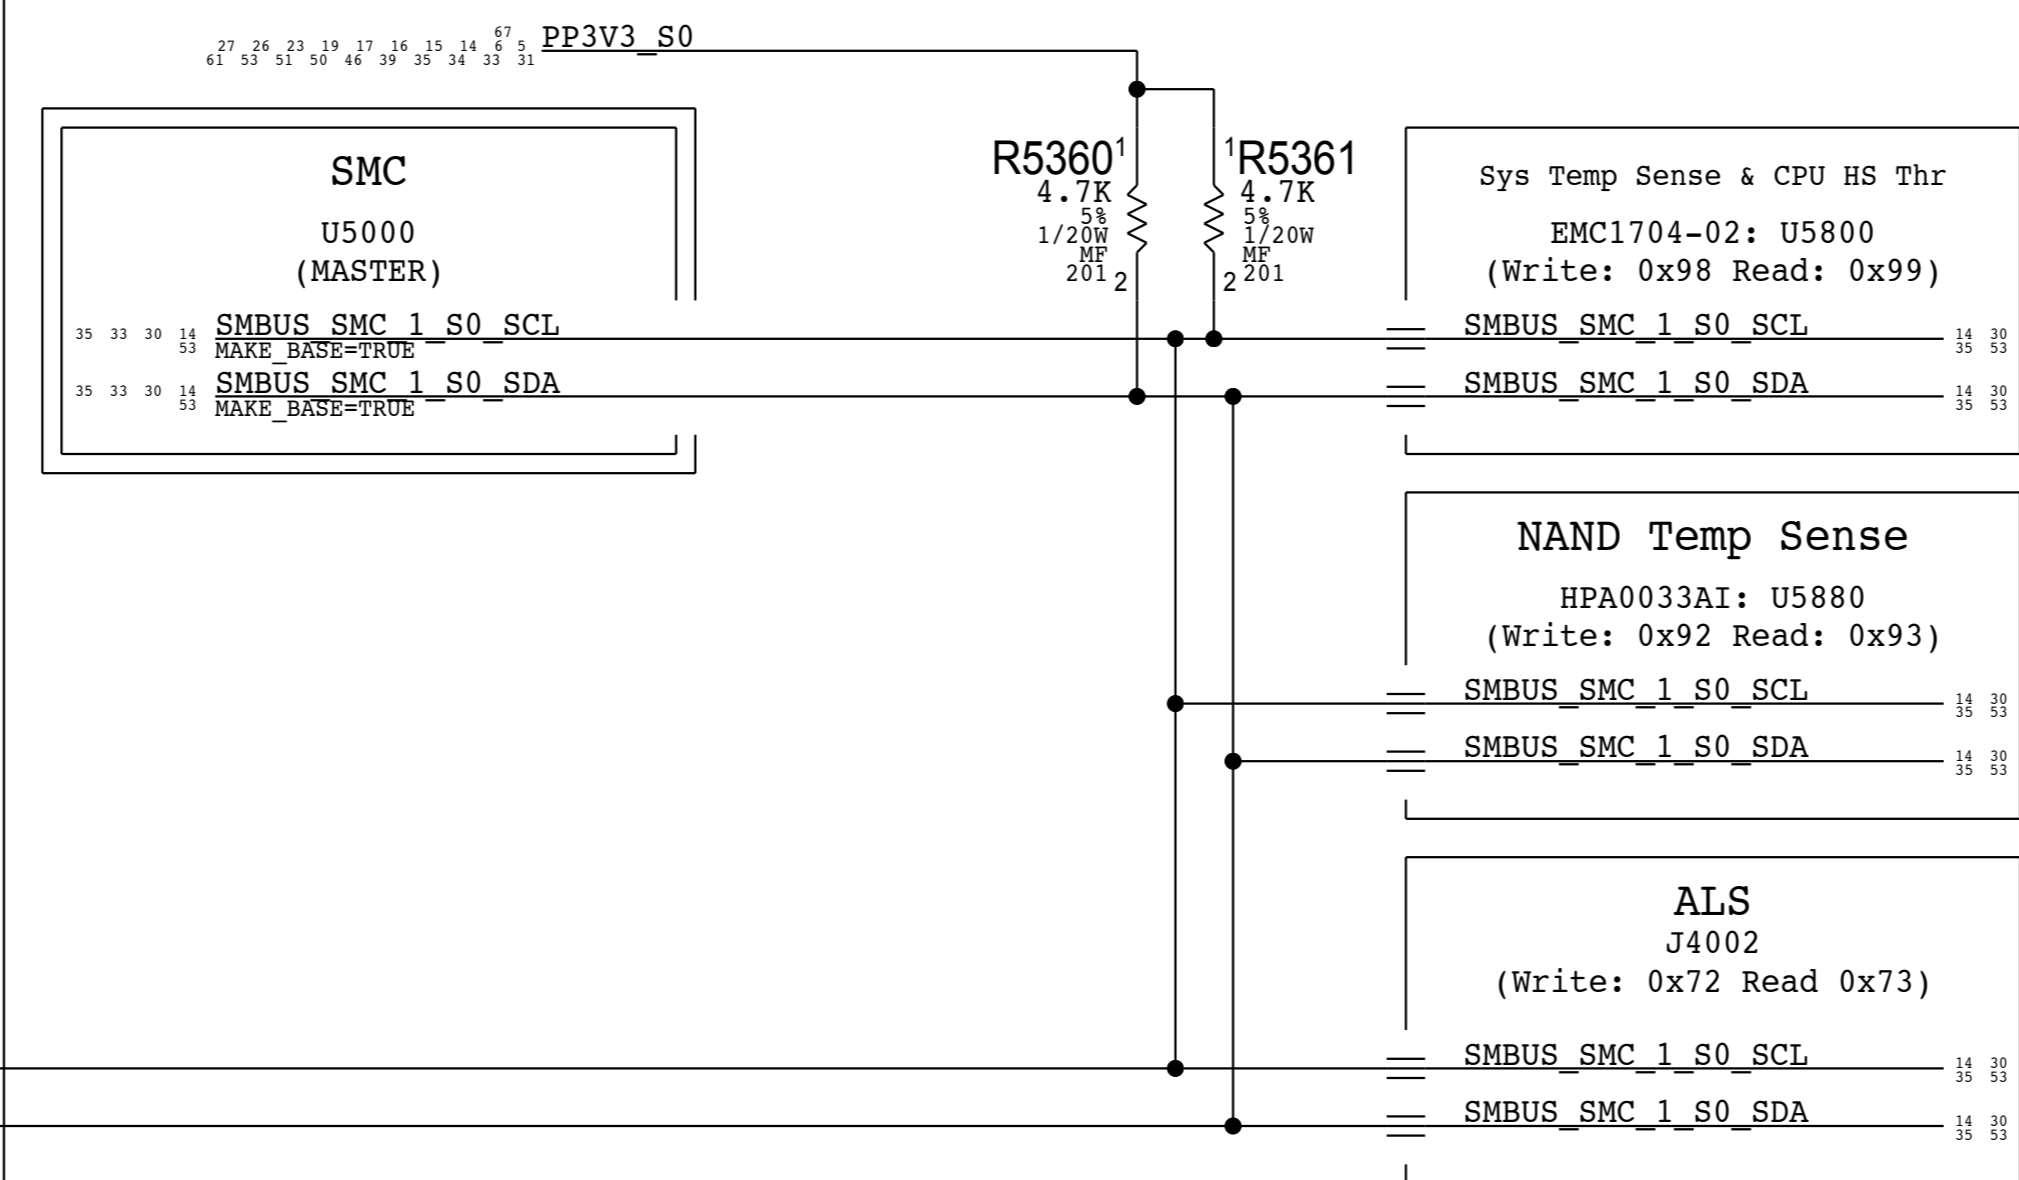 67
27 26 23 19 17 16 15 14 6 5 PP3V3_S0
61 53 51 50 46 39 35 34 33 31
SMC
U5000
(MASTER)
35 33 30 14 SMBUS_SMC_1_S0_SCL
53 MAKE_BASE=TRUE
35 33 30 14 SMBUS_SMC_1_S0_SDA
53 MAKE_BASE=TRUE
R5360 1
4.7K
5%
1/20W
MF
201 2
1 R5361
4.7K
5%
1/20W
MF
2 201
Sys Temp Sense & CPU HS Thr
EMC1704-02: U5800
(Write: 0x98 Read: 0x99)
SMBUS_SMC_1_S0_SCL 14 30
35 53
SMBUS_SMC_1_S0_SDA 14 30
35 53
NAND Temp Sense
HPA0033AI: U5880
(Write: 0x92 Read: 0x93)
SMBUS_SMC_1_S0_SCL 14 30
35 53
SMBUS_SMC_1_S0_SDA 14 30
35 53
ALS
J4002
(Write: 0x72 Read 0x73)
SMBUS_SMC_1_S0_SCL 14 30
35 53
SMBUS_SMC_1_S0_SDA 14 30
35 53